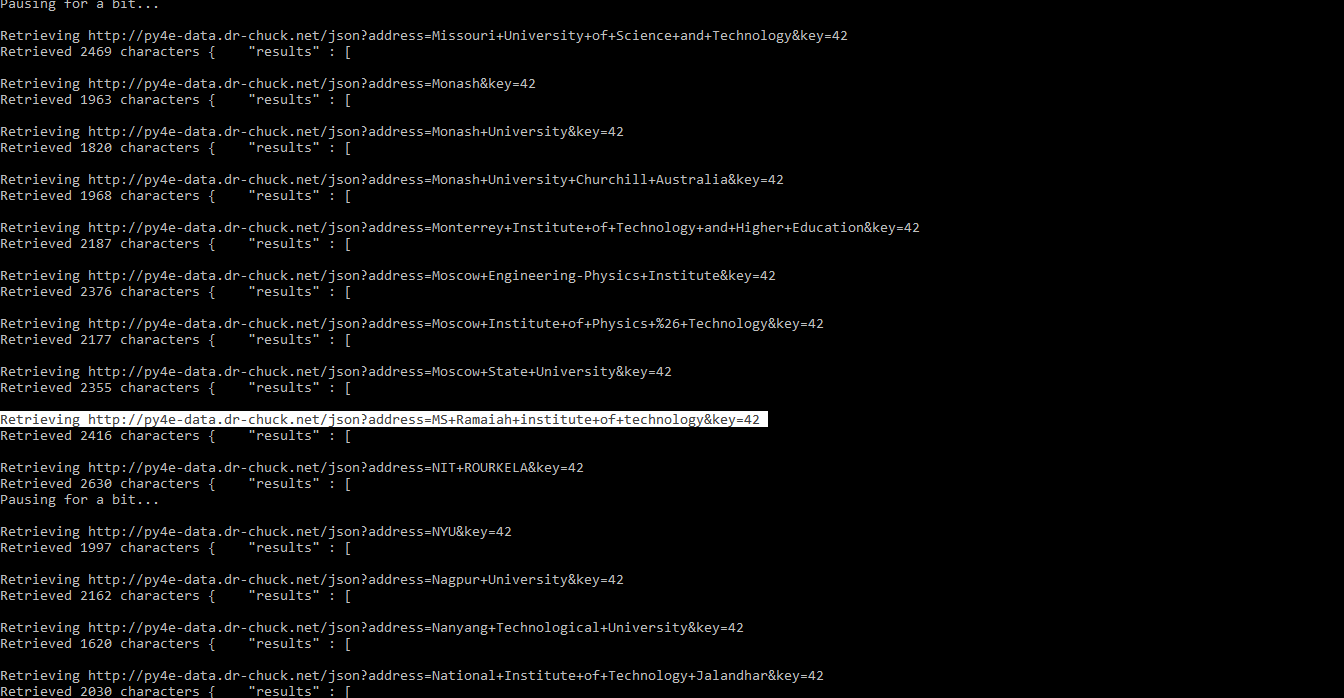 Pausing for a bit...
Retrieving http://py4e-data.dr-chuck.net/json?address=Missouri+University+of+Science+and+Technology&key=42
Retrieved 2469 characters {    "results" : [
Retrieving http://py4e-data.dr-chuck.net/json?address=Monash&key=42
Retrieved 1963 characters {    "results" : [
Retrieving http://py4e-data.dr-chuck.net/json?address=Monash+University&key=42
Retrieved 1820 characters {    "results" : [
Retrieving http://py4e-data.dr-chuck.net/json?address=Monash+University+Churchill+Australia&key=42
Retrieved 1968 characters {    "results" : [
Retrieving http://py4e-data.dr-chuck.net/json?address=Monterrey+Institute+of+Technology+and+Higher+Education&key=42
Retrieved 2187 characters {    "results" : [
Retrieving http://py4e-data.dr-chuck.net/json?address=Moscow+Engineering-Physics+Institute&key=42
Retrieved 2376 characters {    "results" : [
Retrieving http://py4e-data.dr-chuck.net/json?address=Moscow+Institute+of+Physics+%26+Technology&key=42
Retrieved 2177 characters {    "results" : [
Retrieving http://py4e-data.dr-chuck.net/json?address=Moscow+State+University&key=42
Retrieved 2355 characters {    "results" : [
Retrieving http://py4e-data.dr-chuck.net/json?address=MS+Ramaiah+institute+of+technology&key=42
Retrieved 2416 characters {    "results" : [
Retrieving http://py4e-data.dr-chuck.net/json?address=NIT+ROURKELA&key=42
Retrieved 2630 characters {    "results" : [
Pausing for a bit...
Retrieving http://py4e-data.dr-chuck.net/json?address=NYU&key=42
Retrieved 1997 characters {    "results" : [
Retrieving http://py4e-data.dr-chuck.net/json?address=Nagpur+University&key=42
Retrieved 2162 characters {    "results" : [
Retrieving http://py4e-data.dr-chuck.net/json?address=Nanyang+Technological+University&key=42
Retrieved 1620 characters {    "results" : [
Retrieving http://py4e-data.dr-chuck.net/json?address=National+Institute+of+Technology+Jalandhar&key=42
Retrieved 2030 characters {    "results" : [